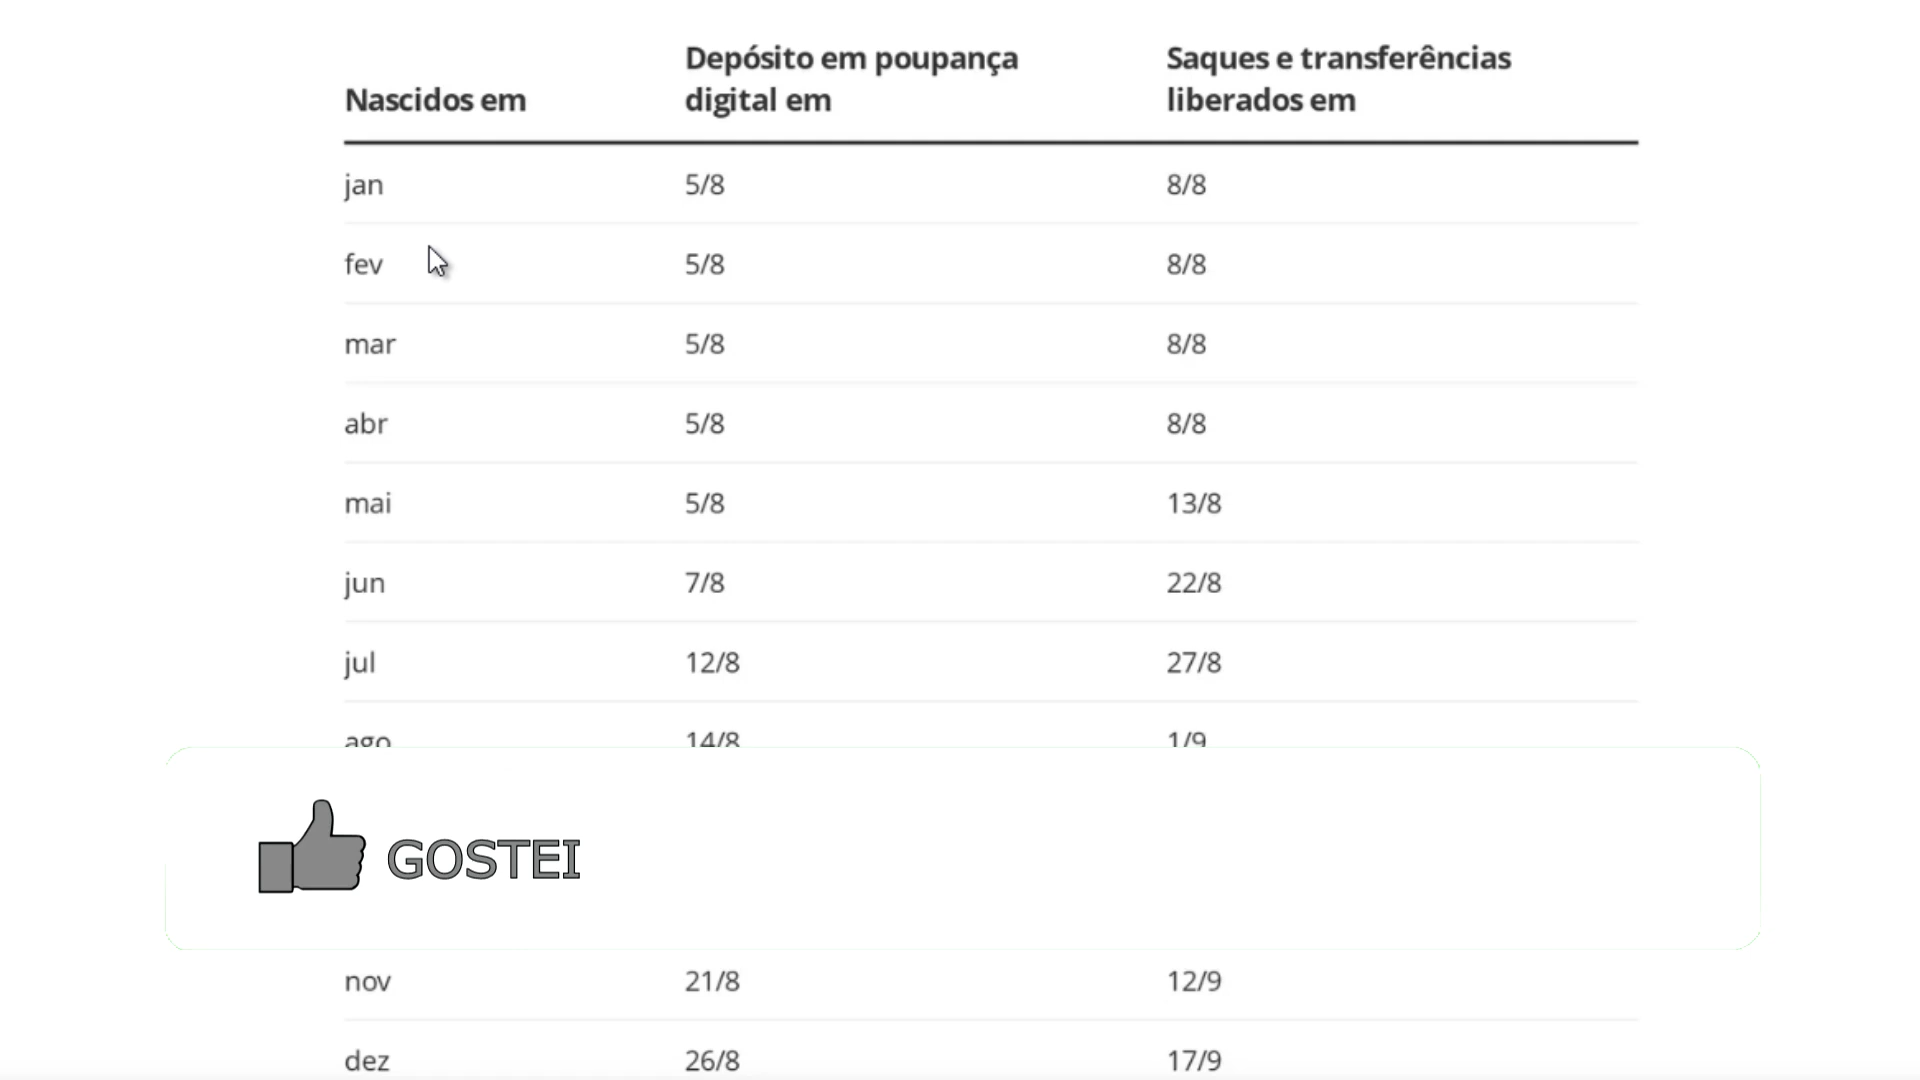 Nascidos em Depósito em poupança digital em Saques e transferências liberados em
jan 5/8 8/8
fev 5/8 8/8
mar 5/8 8/8
abr 5/8 8/8
mai 5/8 13/8
jun 7/8 22/8
jul 12/8 27/8
ago 14/8 1/9
GOSTEI
nov 21/8 12/9
dez 26/8 17/9